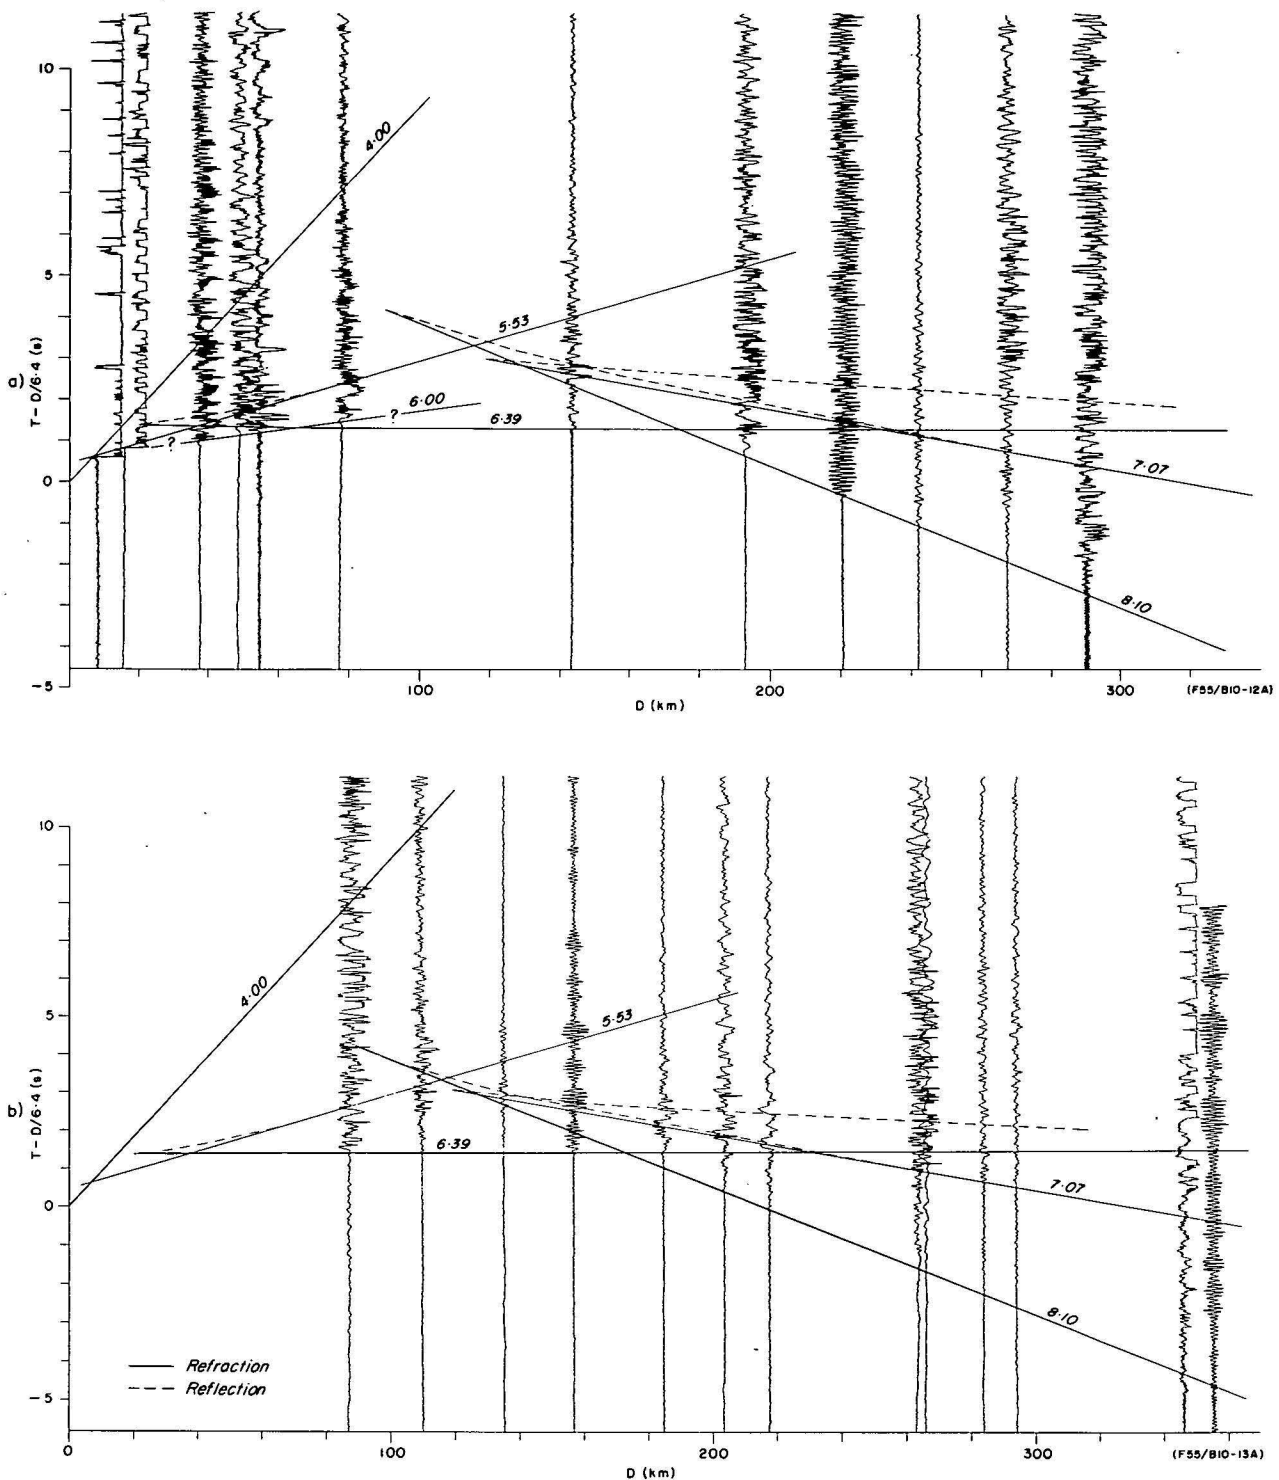 10
4·00
5
5·53
a)
T – D/6·4 (s)
6·00
?
?
6·39
7·07
0
8·10
–5
100
200
300
(F55/B10-12A)
D (km)
10
4·00
5
5·53
b)
T – D/6·4 (s)
6·39
7·07
0
8·10
Refraction
Reflection
–5
0
100
200
300
(F55/B10-13A)
D (km)